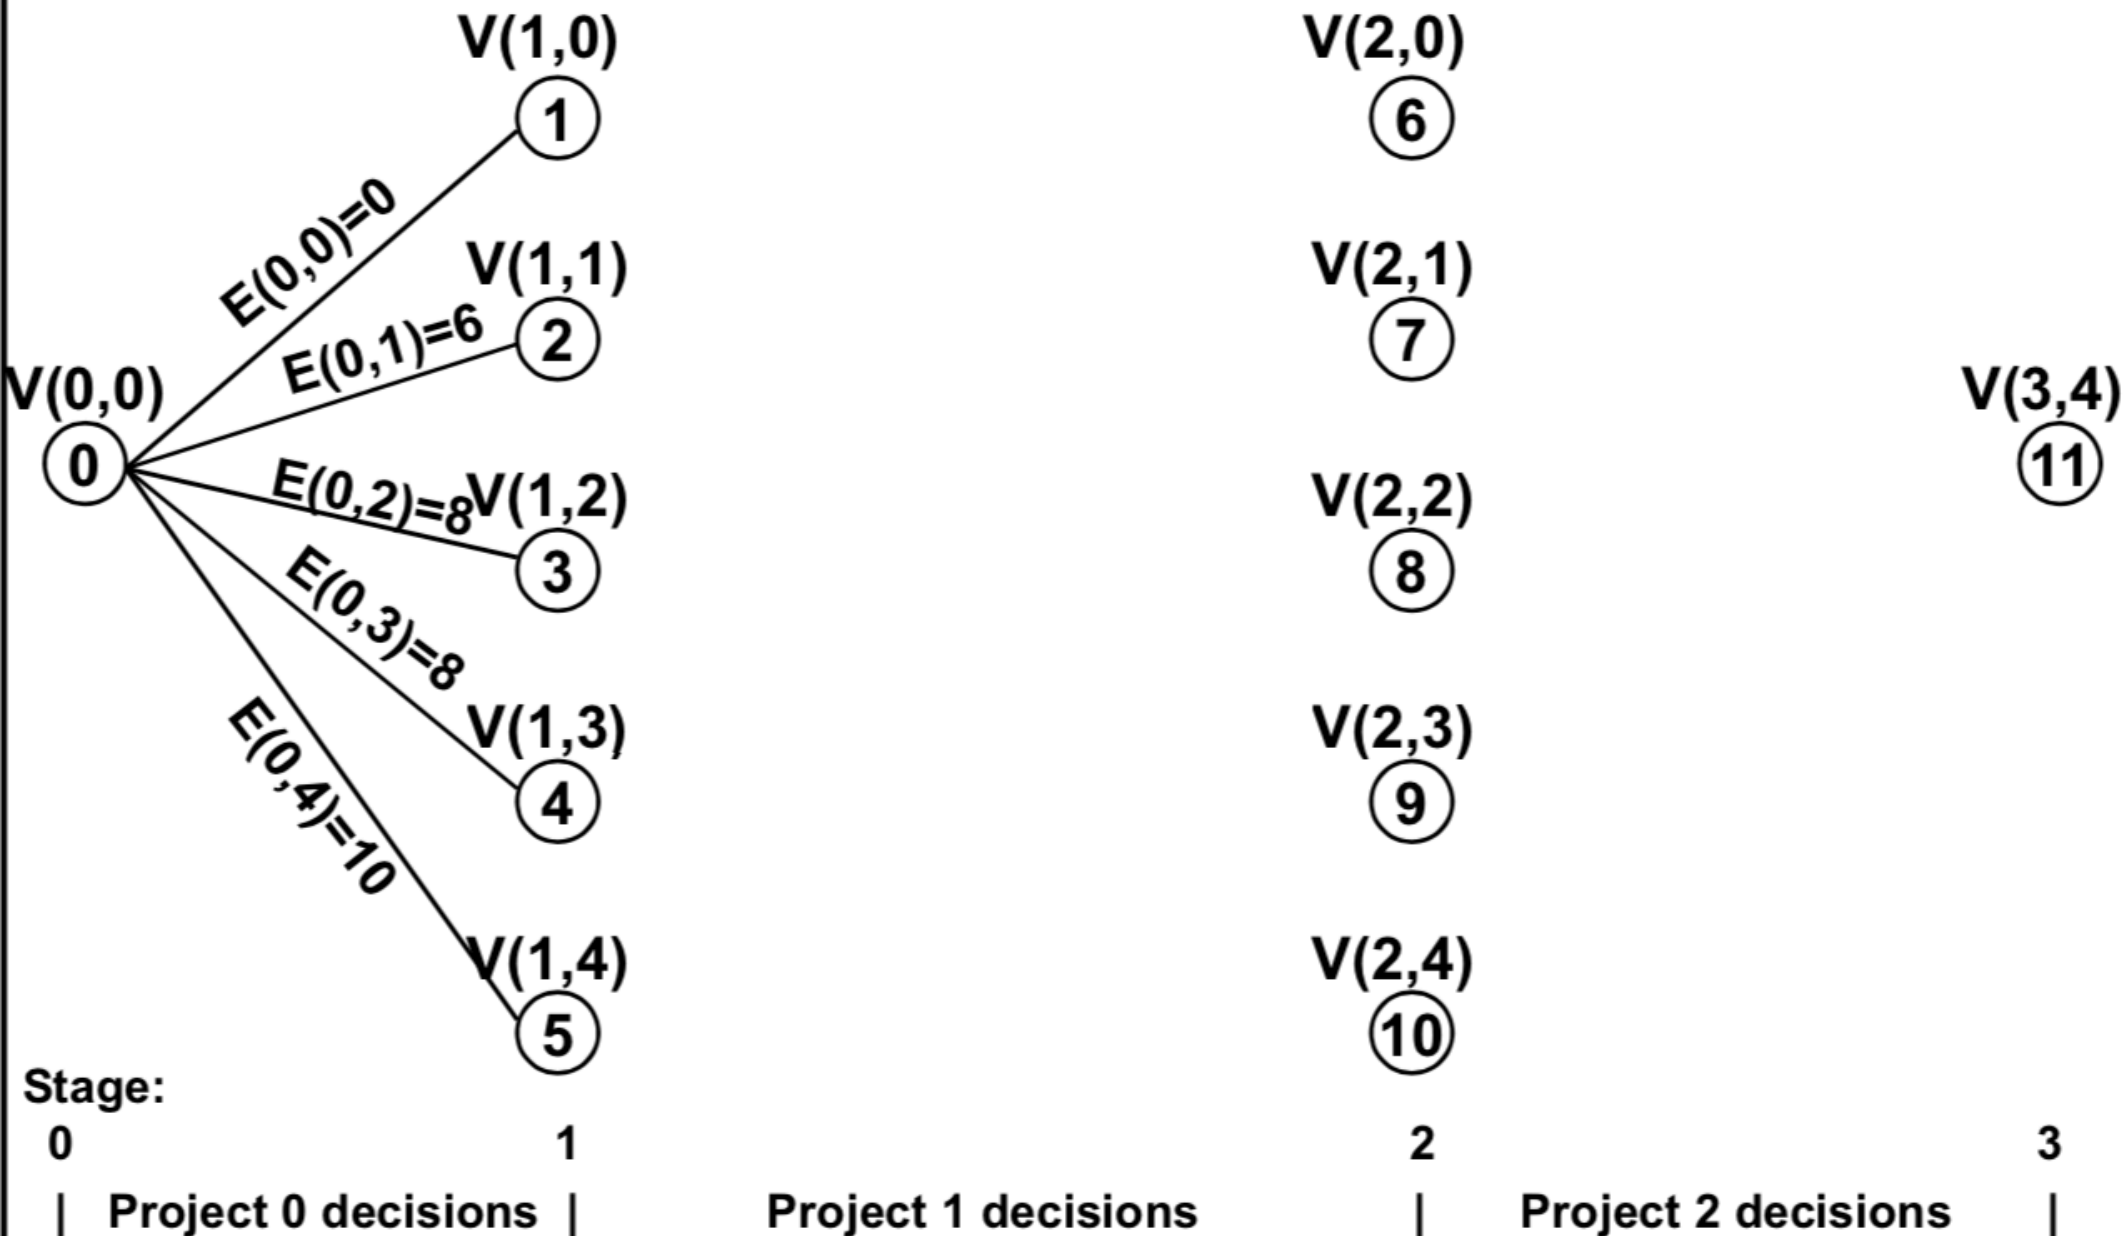 V(1,0)
V(2,0)
1
6
E(0,0)=0
V(1,1)
V(2,1)
E(0,1)=6
2
7
V(0,0)
V(3,4)
0
11
E(0,2)=8
V(1,2)
V(2,2)
3
8
E(0,3)=8
V(1,3)
V(2,3)
4
9
E(0,4)=10
V(1,4)
V(2,4)
5
10
Stage:
0 1 2 3
| Project 0 decisions | Project 1 decisions | Project 2 decisions |